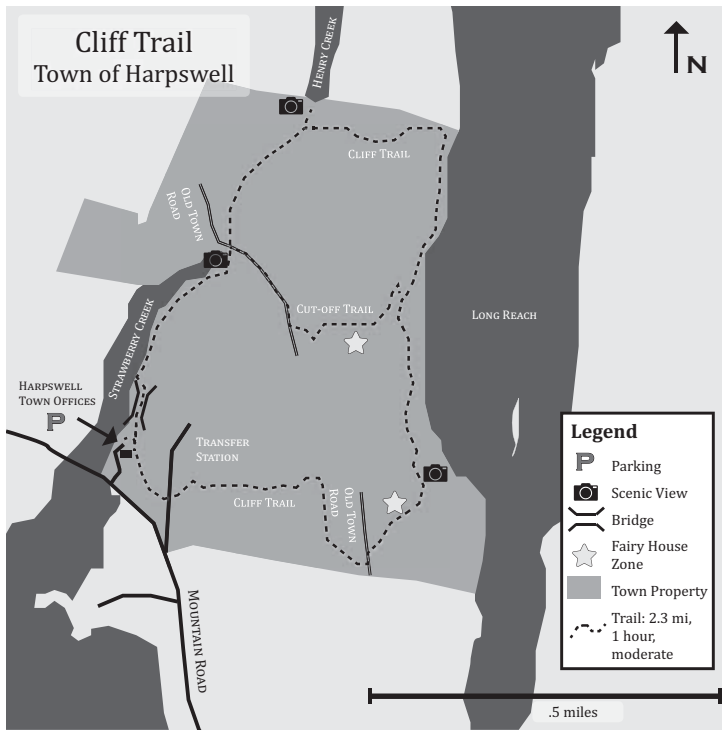 Cliff Trail
Town of Harpswell
Henry Creek
N
Cliff Trail
Old Town
Road
Cut-off Trail
Long Reach
Strawberry Creek
Harpswell
Town Offices
P
Transfer
Station
Cliff Trail
Old Town
Road
Mountain Road
Legend
P
Parking
Scenic View
Bridge
Fairy House
Zone
Town Property
Trail: 2.3 mi,
1 hour,
moderate
.5 miles